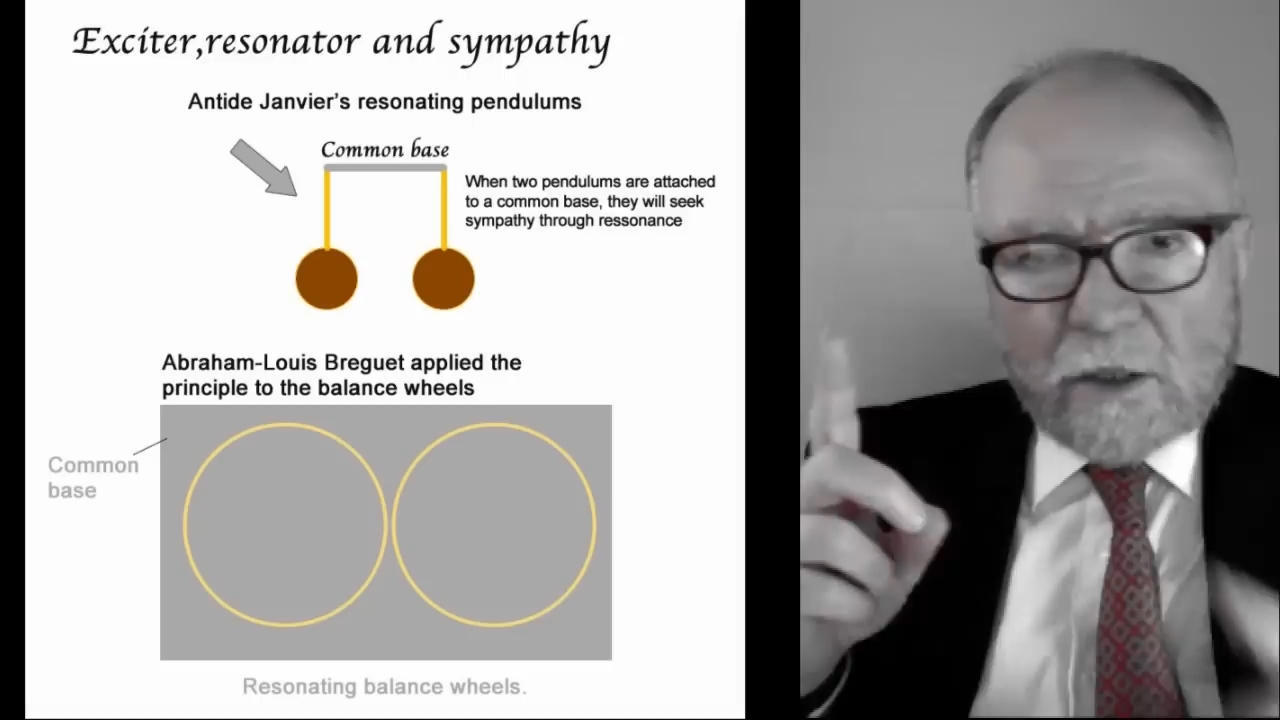 Exciter,resonator and sympathy
Antide Janvier's resonating pendulums
Common base
When two pendulums are attached
to a common base, they will seek
sympathy through ressonance
Abraham-Louis Breguet applied the
principle to the balance wheels
Common
base
Resonating balance wheels.